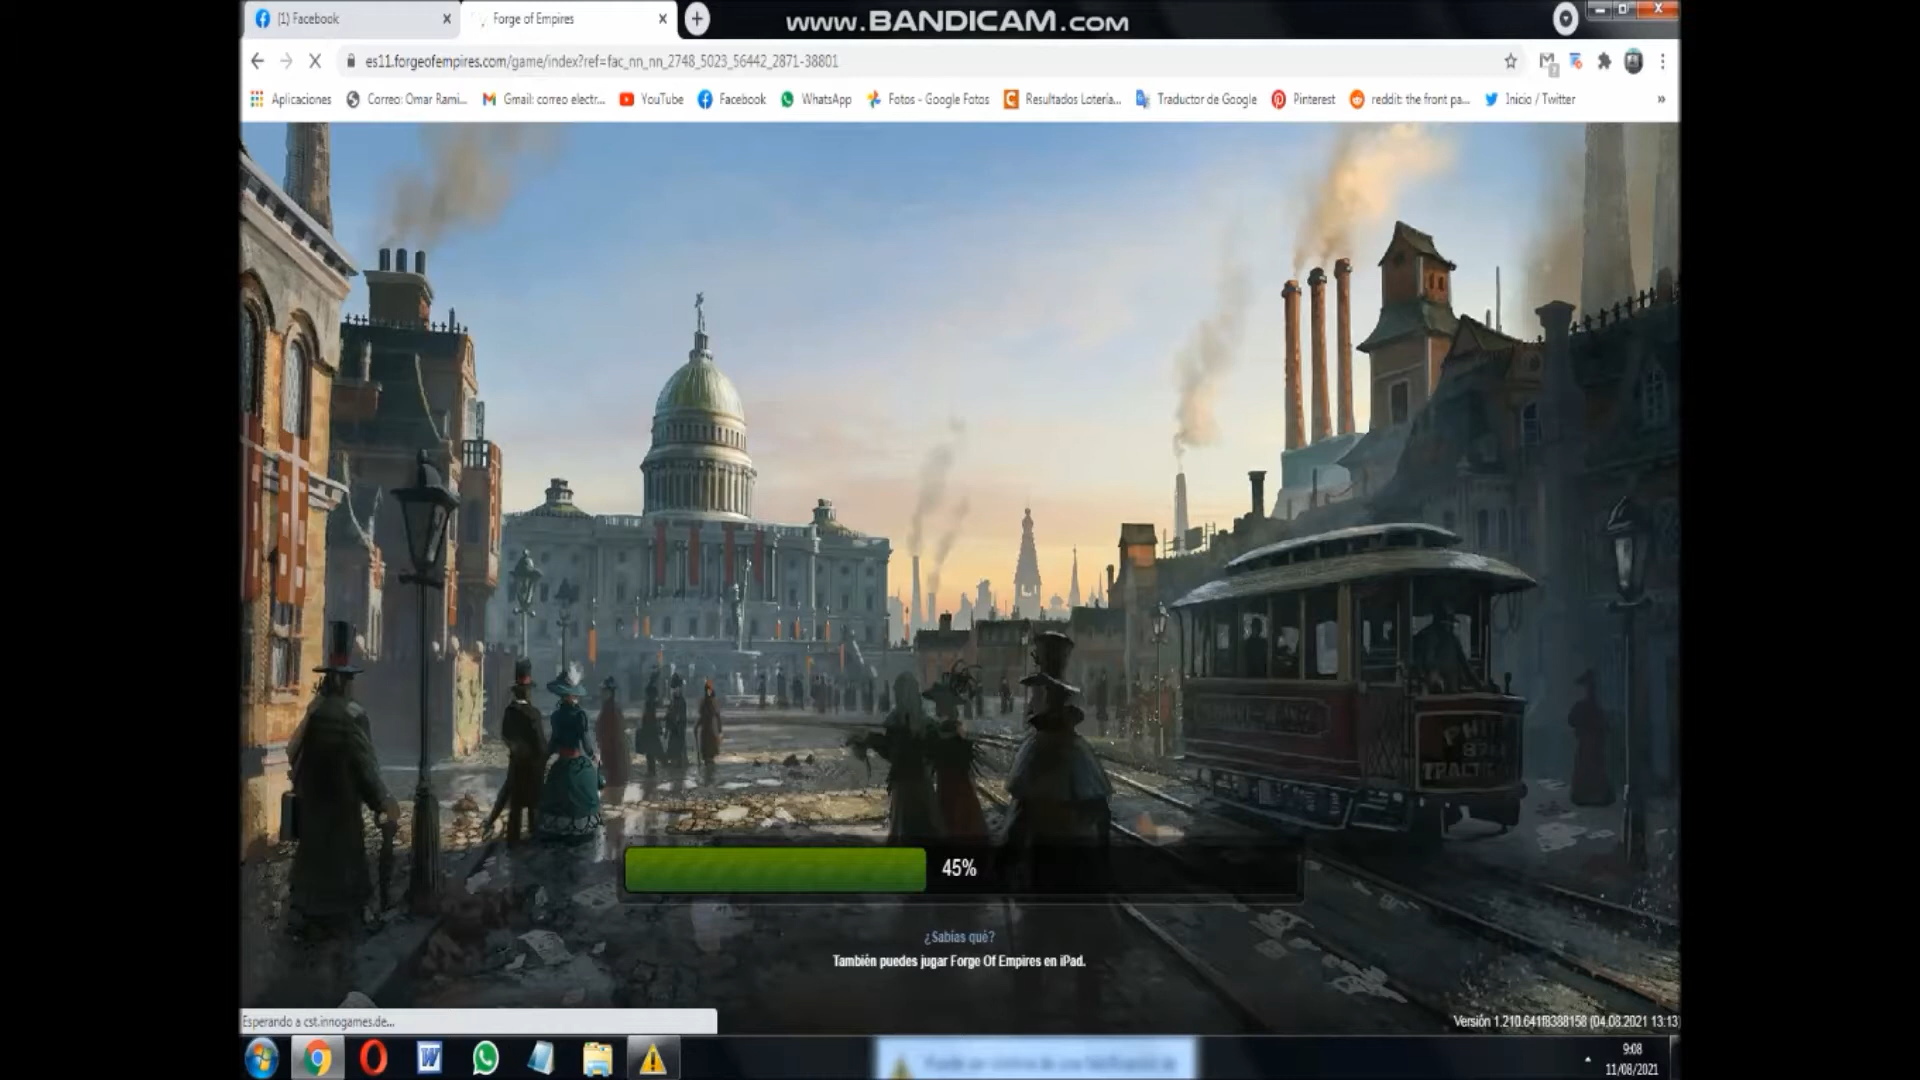 (1) Facebook
Forge of Empires
www.BANDICAM.com
es11.forgeofempires.com/game/index?ref=fac_nn_nn_2748_5023_56442_2871-38801
Aplicaciones
Correo: Omar Rami...
Gmail: correo electr...
YouTube
Facebook
WhatsApp
Fotos - Google Fotos
Resultados Lotería...
Traductor de Google
Pinterest
reddit: the front pa...
Inicio / Twitter
45%
¿Sabías qué?
También puedes jugar Forge Of Empires en iPad.
Esperando a cst.innogames.de...
Versión 1.210.641f8388158 (04.08.2021 13:13)
9:08
11/08/2021